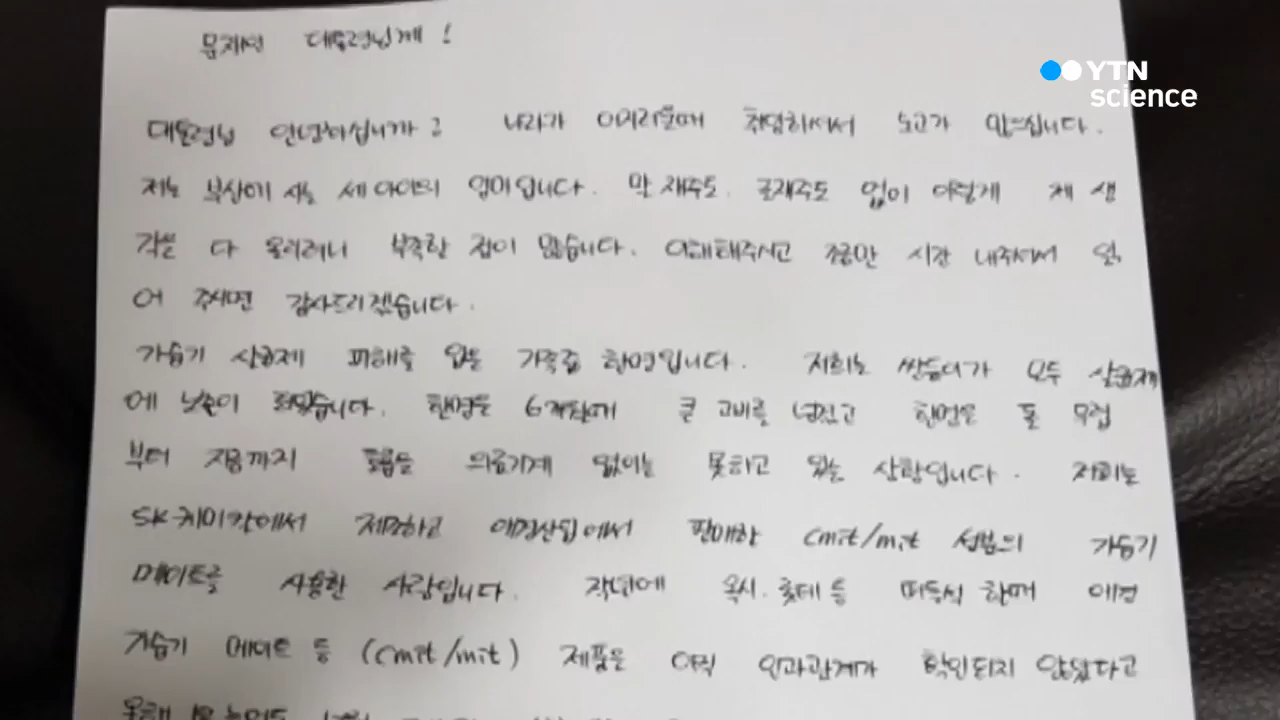 문재인 대통령님께!
YTN
science
대통령님 안녕하십니까? 나라가 어려울때 취임하셔서 노고가 많으십니다.
저는 부산에 사는 세아이의 엄마입니다. 막 재주도. 글재주도 없이 이렇게 제 생
각을 다 올리려니 부족한 점이 많습니다. 이해해주시고 조금만 시간 내주셔서 읽
어 주시면 감사드리겠습니다.
가습기 살균제 피해를 입은 가족중 한명입니다. 저희는 쌍둥이가 모두 살균제
에 노출이 되었습니다. 한명은 6개월때 큰 고비를 넘겼고 한명은 돌 무렵
부터 지금까지 호흡을 의료기계 없이는 못하고 있는 상황입니다. 저희는
SK케미칼에서 제조하고 애경산업에서 판매한 cmit/mit 성분의 가습기
메이트를 사용한 사람입니다. 작년에 옥시. 롯데 등 떠들썩 할때 애경
가습기 메이트 등 (cmit/mit) 제품은 아직 인과관계가 확인되지 않았다고